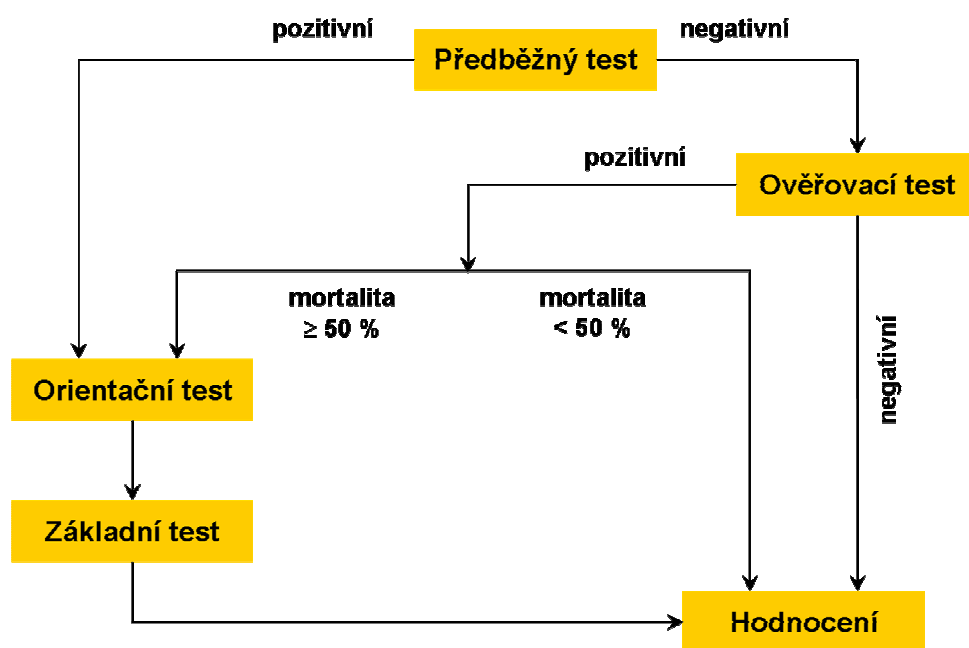 pozitivní
negativní
Předběžný test
pozitivní
Ověřovací test
mortalita
≥ 50 %
mortalita
< 50 %
negativní
Orientační test
Základní test
Hodnocení